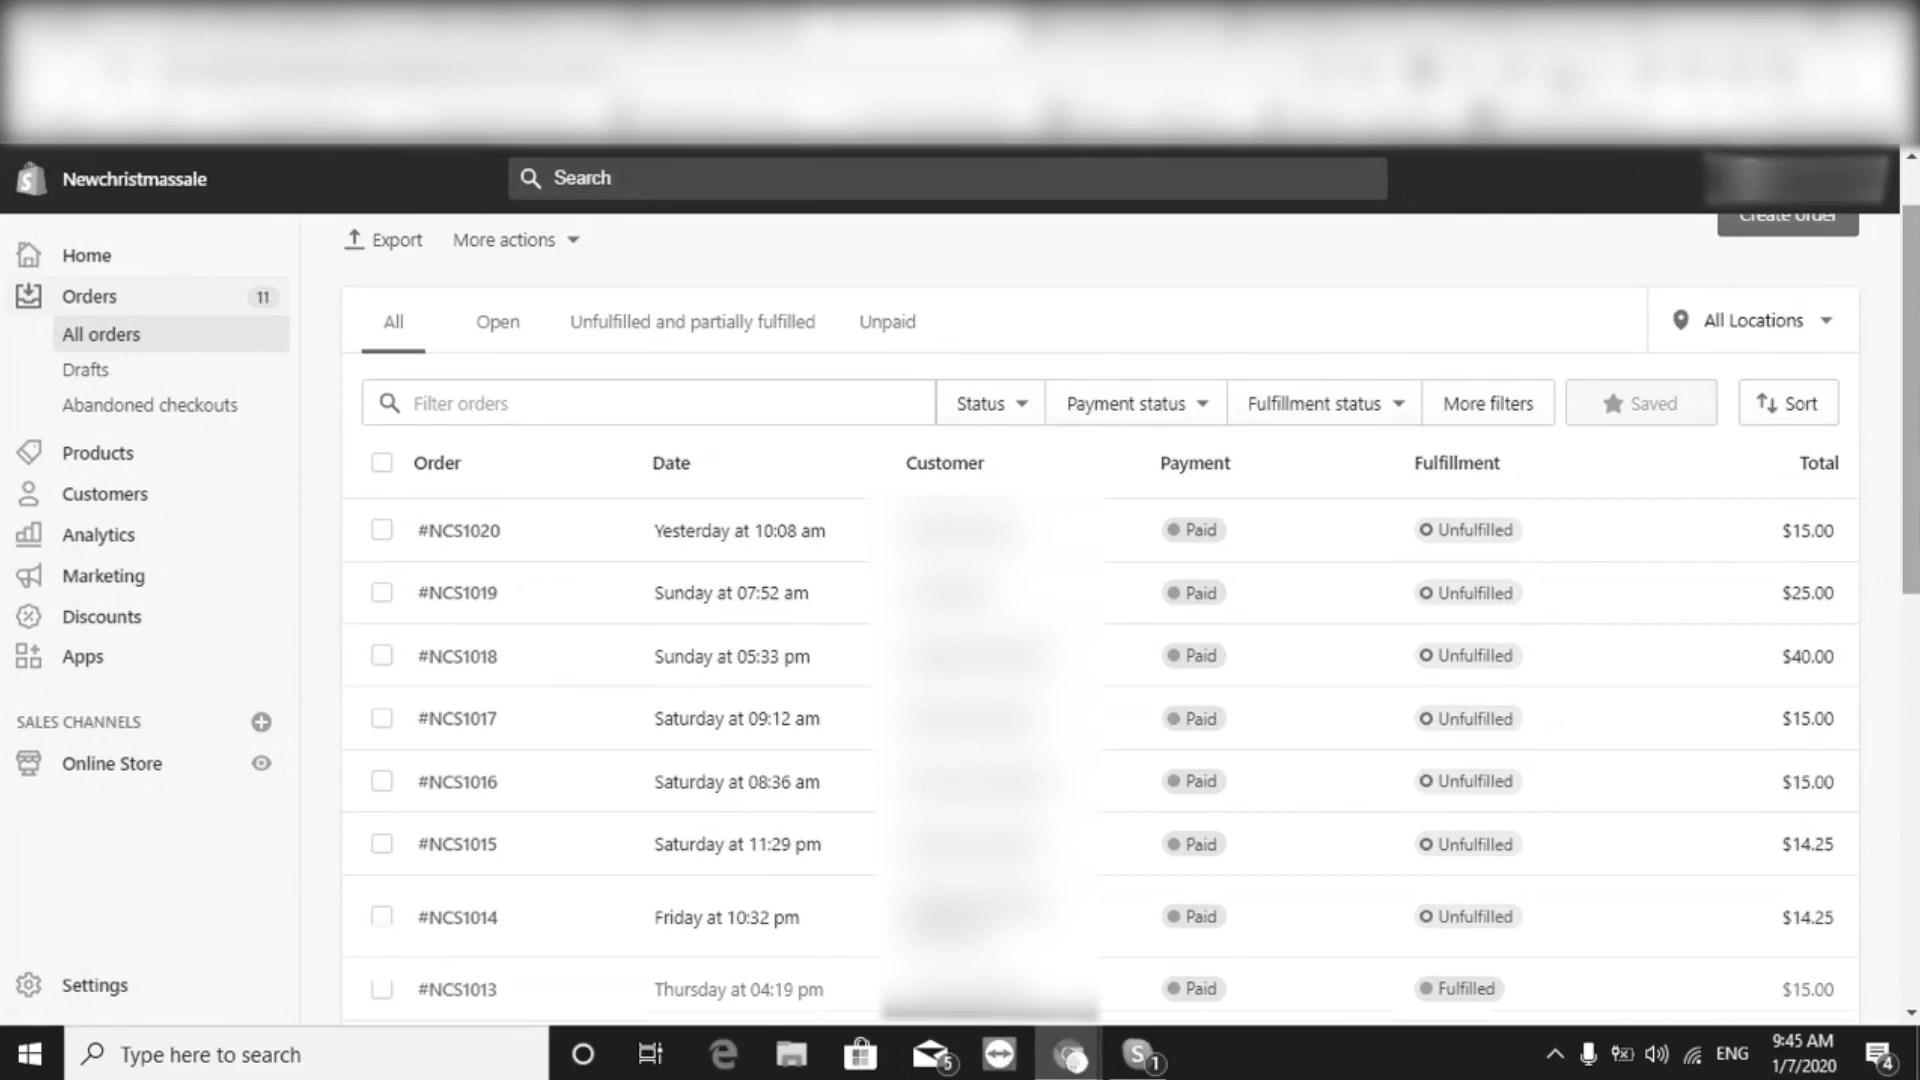 Newchristmassale
Search
Create order
Export More actions
Home
Orders 11
All orders
Drafts
Abandoned checkouts
Products
Customers
Analytics
Marketing
Discounts
Apps
SALES CHANNELS
Online Store
Settings
All Open Unfulfilled and partially fulfilled Unpaid All Locations
Filter orders Status Payment status Fulfillment status More filters Saved Sort
Order Date Customer Payment Fulfillment Total
#NCS1020 Yesterday at 10:08 am Paid Unfulfilled $15.00
#NCS1019 Sunday at 07:52 am Paid Unfulfilled $25.00
#NCS1018 Sunday at 05:33 pm Paid Unfulfilled $40.00
#NCS1017 Saturday at 09:12 am Paid Unfulfilled $15.00
#NCS1016 Saturday at 08:36 am Paid Unfulfilled $15.00
#NCS1015 Saturday at 11:29 pm Paid Unfulfilled $14.25
#NCS1014 Friday at 10:32 pm Paid Unfulfilled $14.25
#NCS1013 Thursday at 04:19 pm Paid Fulfilled $15.00
Type here to search 5 1 ENG 9:45 AM 4
1/7/2020